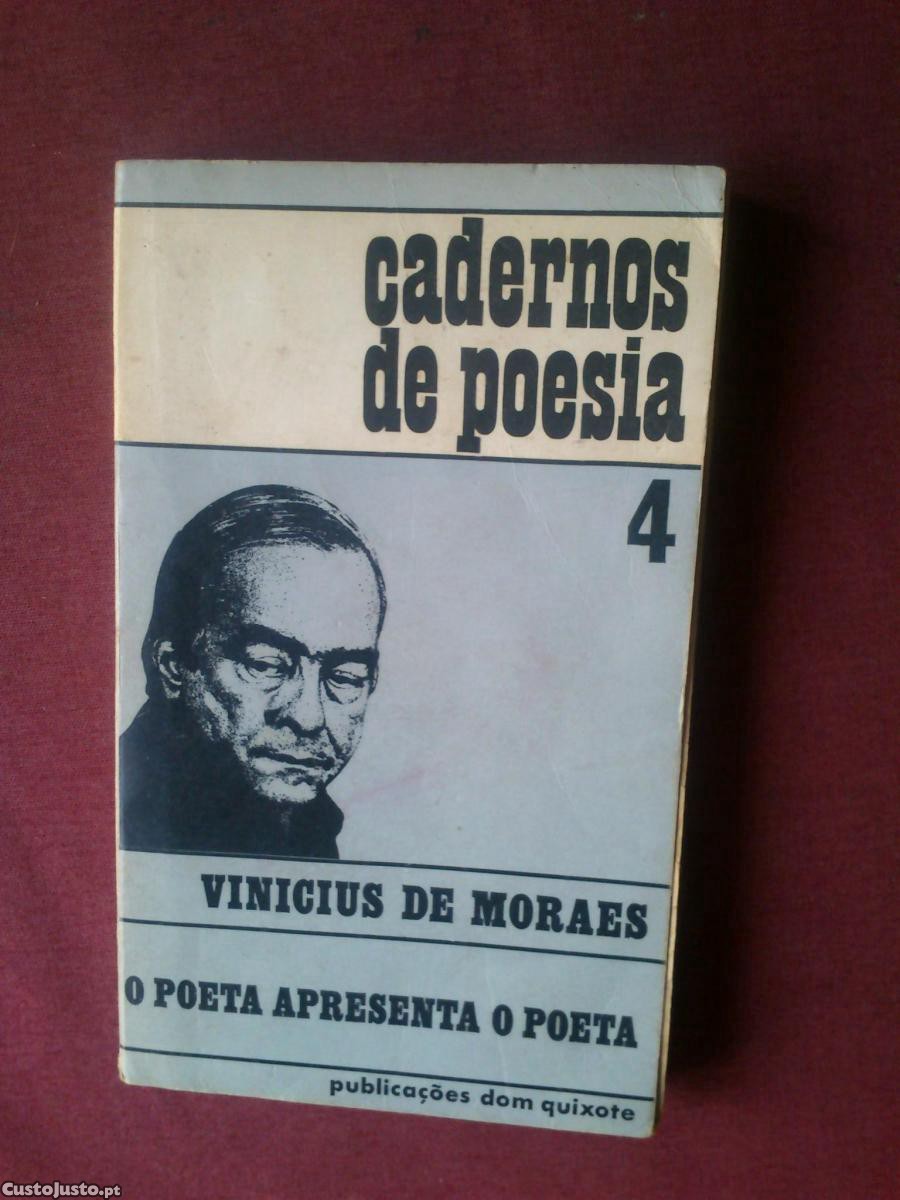 cadernos
de poesia
4
VINICIUS DE MORAES
O POETA APRESENTA O POETA
publicações dom quixote
CustoJusto.pt